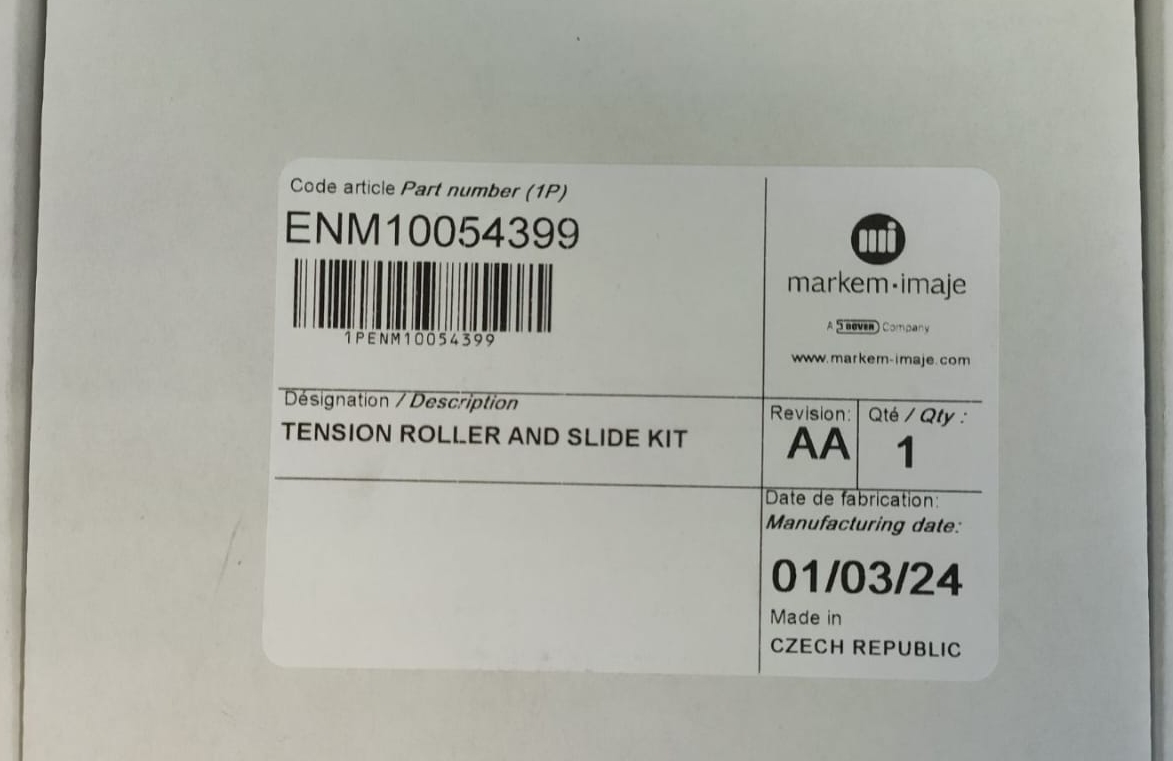 Code article Part number (1P)
ENM10054399
1PENM10054399
markem·imaje
A DOVER Company
www.markem-imaje.com
Désignation / Description
TENSION ROLLER AND SLIDE KIT
Revision:
AA
Qté / Qty :
1
Date de fabrication:
Manufacturing date:
01/03/24
Made in
CZECH REPUBLIC